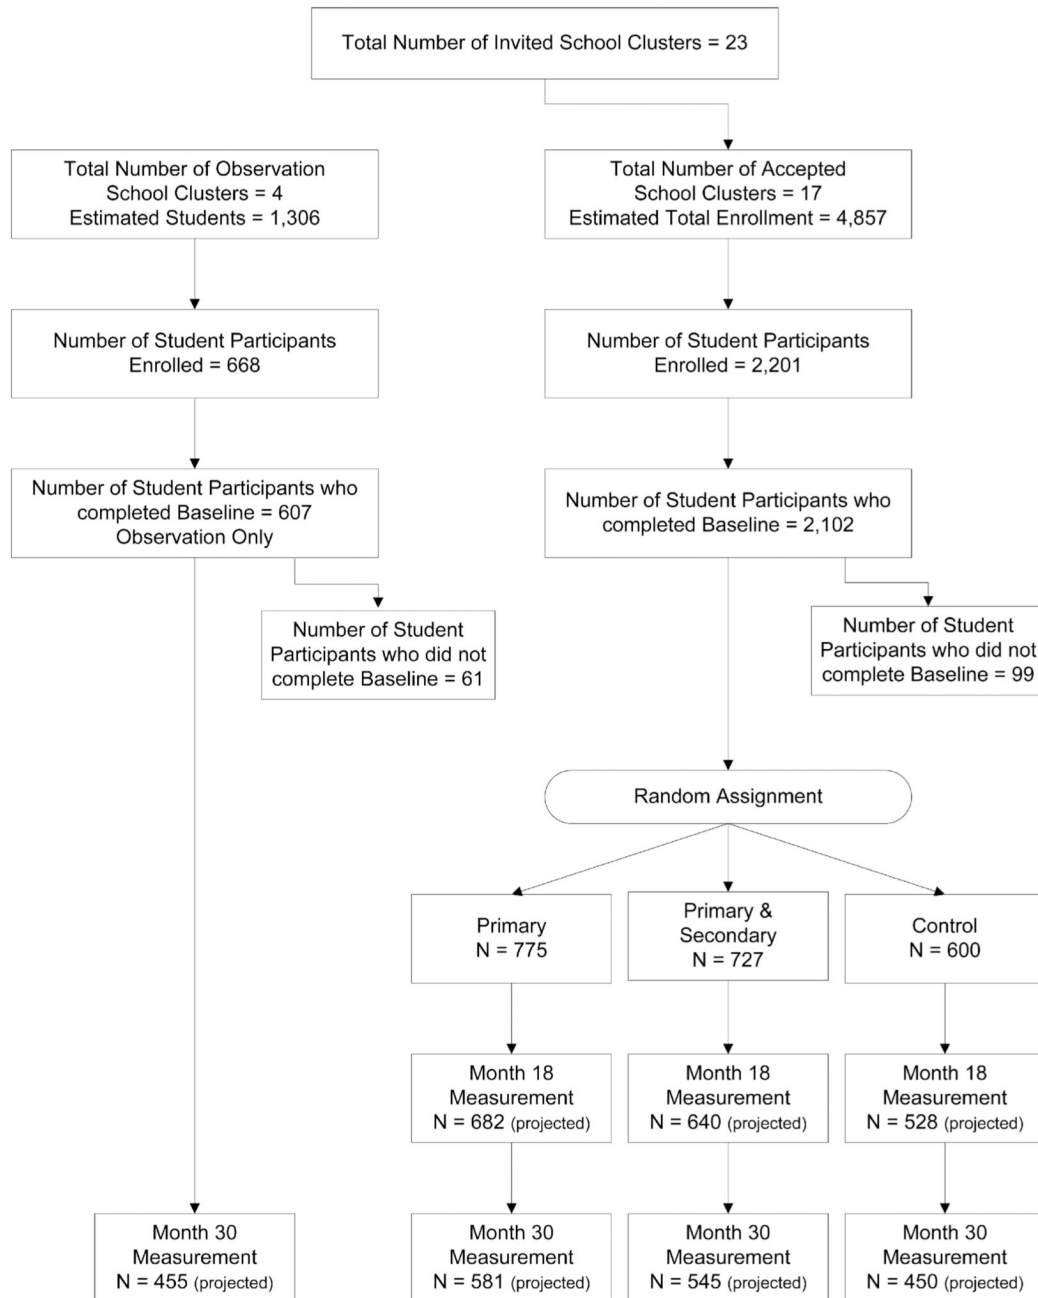 Total Number of Invited School Clusters = 23
Total Number of Observation
School Clusters = 4
Estimated Students = 1,306
Total Number of Accepted
School Clusters = 17
Estimated Total Enrollment = 4,857
Number of Student Participants
Enrolled = 668
Number of Student Participants
Enrolled = 2,201
Number of Student Participants who
completed Baseline = 607
Observation Only
Number of Student Participants who
completed Baseline = 2,102
Number of Student
Participants who did not
complete Baseline = 61
Number of Student
Participants who did not
complete Baseline = 99
Random Assignment
Primary
N = 775
Primary &
Secondary
N = 727
Control
N = 600
Month 18
Measurement
N = 682 (projected)
Month 18
Measurement
N = 640 (projected)
Month 18
Measurement
N = 528 (projected)
Month 30
Measurement
N = 455 (projected)
Month 30
Measurement
N = 581 (projected)
Month 30
Measurement
N = 545 (projected)
Month 30
Measurement
N = 450 (projected)